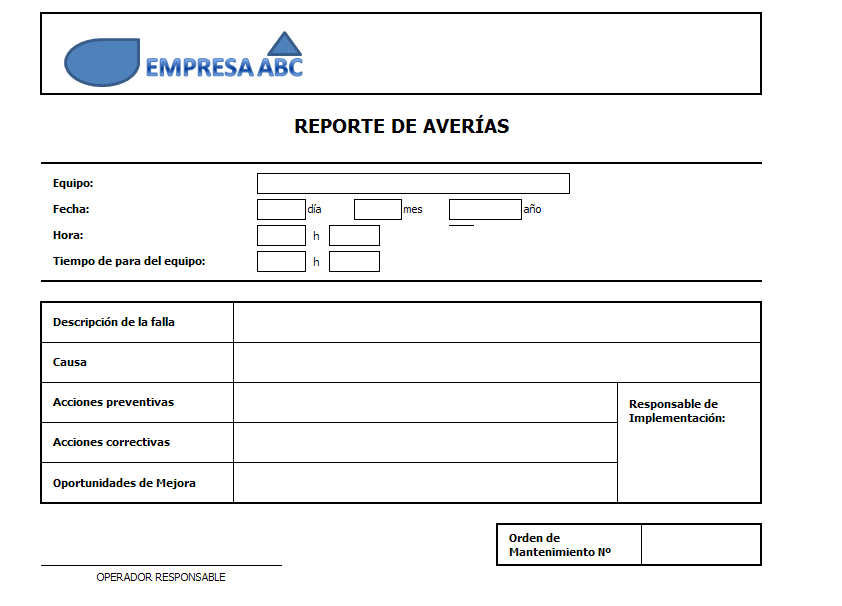 EMPRESA ABC
REPORTE DE AVERÍAS
Equipo:
Fecha: día mes año
Hora: h
Tiempo de para del equipo: h
Descripción de la falla
Causa
Acciones preventivas
Responsable de
Implementación:
Acciones correctivas
Oportunidades de Mejora
Orden de
Mantenimiento Nº
OPERADOR RESPONSABLE